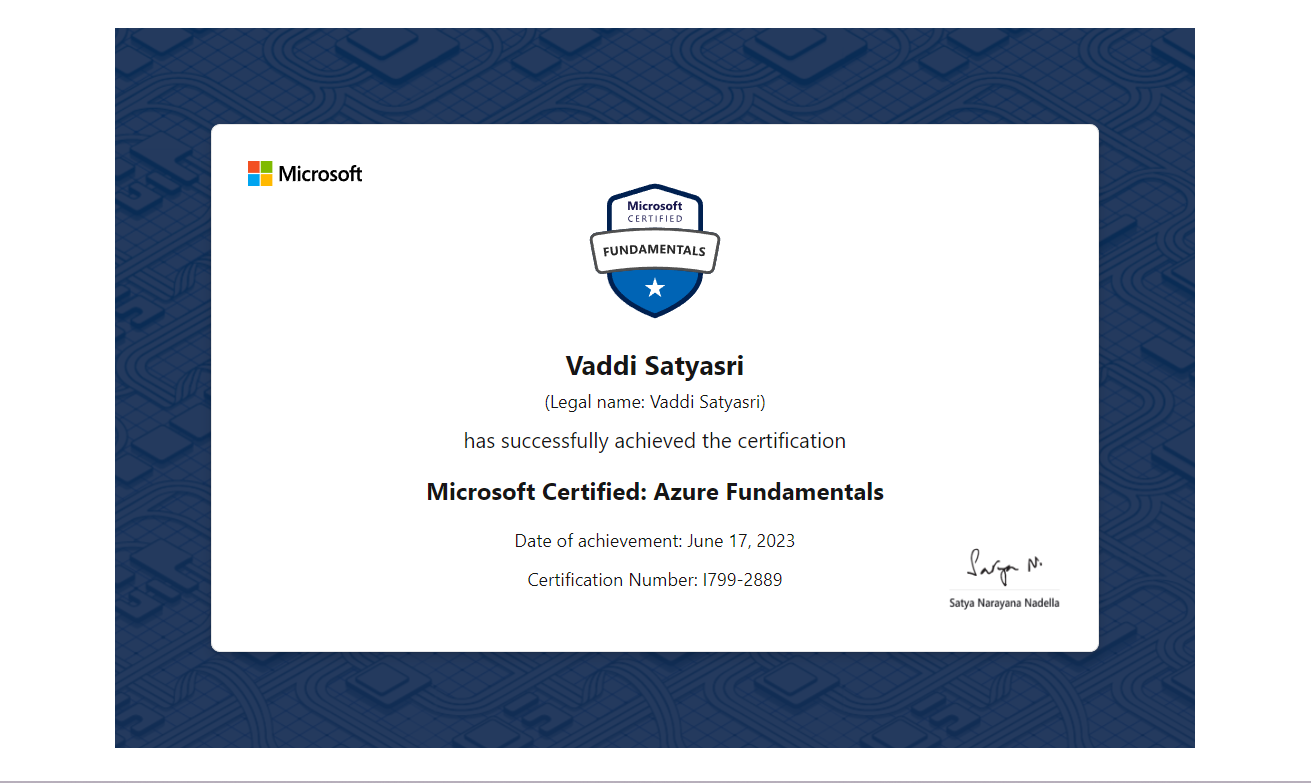 Microsoft
Microsoft
CERTIFIED
FUNDAMENTALS
Vaddi Satyasri
(Legal name: Vaddi Satyasri)
has successfully achieved the certification
Microsoft Certified: Azure Fundamentals
Date of achievement: June 17, 2023
Certification Number: I799-2889
Satya N.
Satya Narayana Nadella